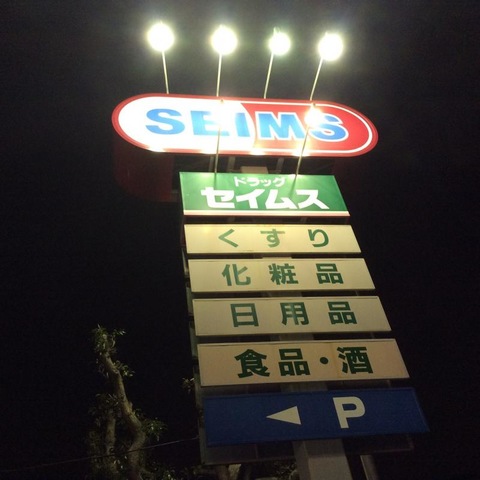 SEIMS
ドラッグ
セイムス
くすり
化粧品
日用品
食品・酒
◀ P